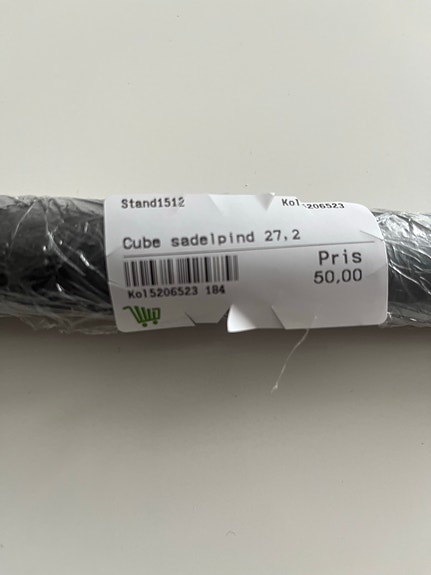 Stand1512 Kol5206523
Cube sadelpind 27,2
Pris
50,00
Kol5206523 184